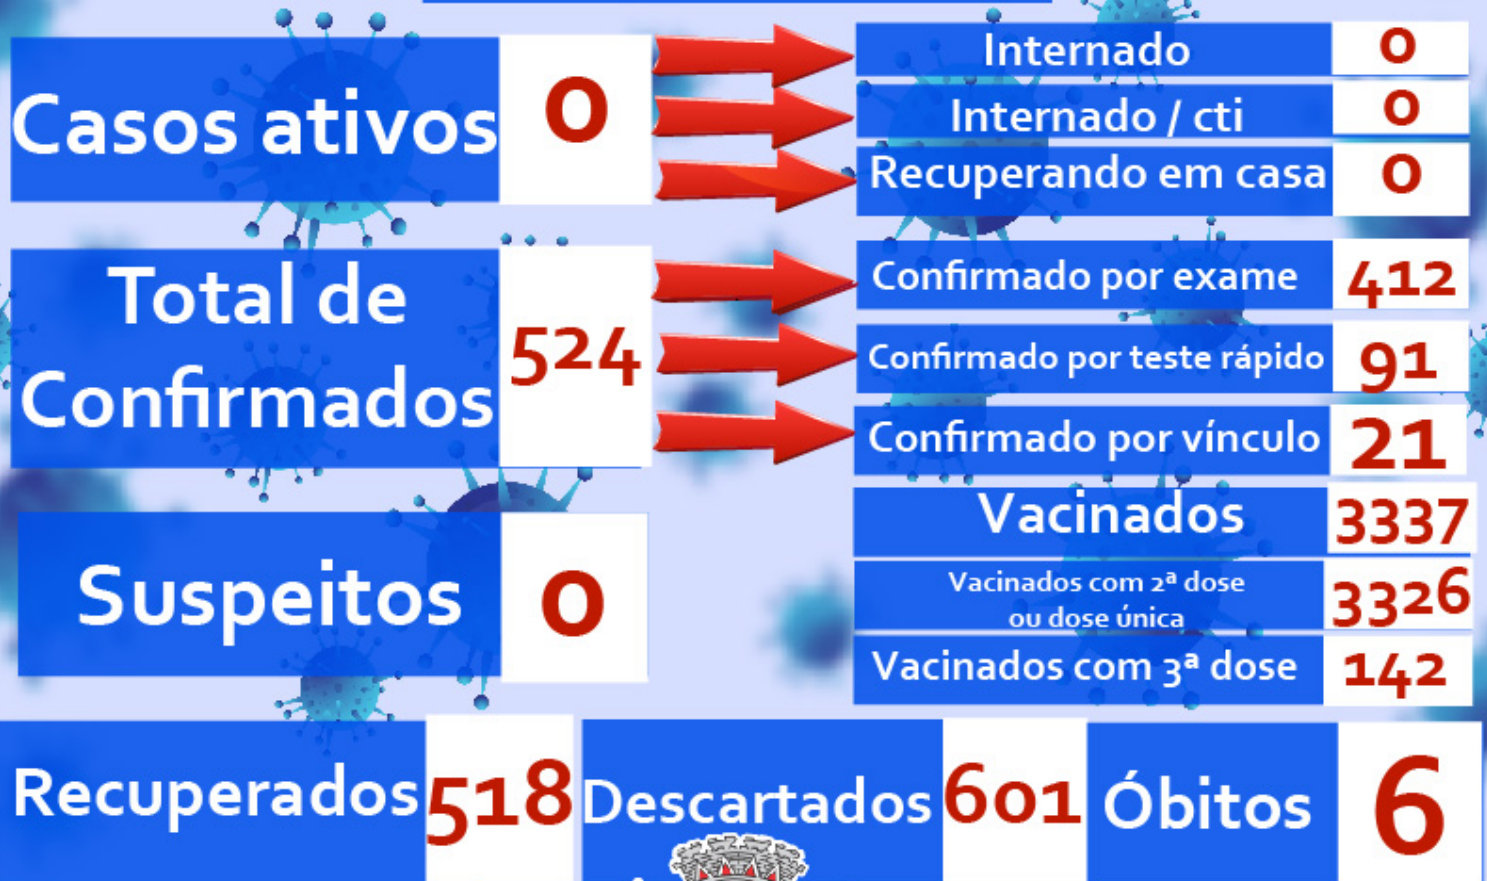 Casos ativos
0
Internado
0
Internado / cti
0
Recuperando em casa
0
Total de
Confirmados
524
Confirmado por exame
412
Confirmado por teste rápido
91
Confirmado por vínculo
21
Suspeitos
0
Vacinados
3337
Vacinados com 2ª dose
ou dose única
3326
Vacinados com 3ª dose
142
Recuperados
518
Descartados
601
Óbitos
6